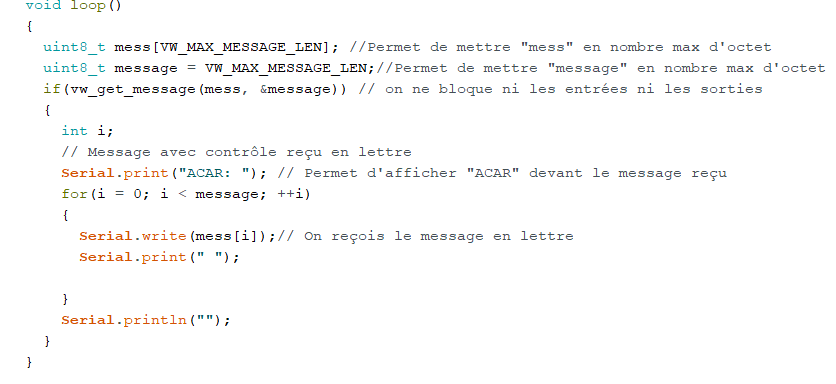 void loop()
{
uint8_t mess[VW_MAX_MESSAGE_LEN]; //Permet de mettre "mess" en nombre max d'octet
uint8_t message = VW_MAX_MESSAGE_LEN;//Permet de mettre "message" en nombre max d'octet
if(vw_get_message(mess, &message)) // on ne bloque ni les entrées ni les sorties
{
int i;
// Message avec contrôle reçu en lettre
Serial.print("ACAR: "); // Permet d'afficher "ACAR" devant le message reçu
for(i = 0; i < message; ++i)
{
Serial.write(mess[i]);// On reçois le message en lettre
Serial.print(" ");
}
Serial.println("");
}
}